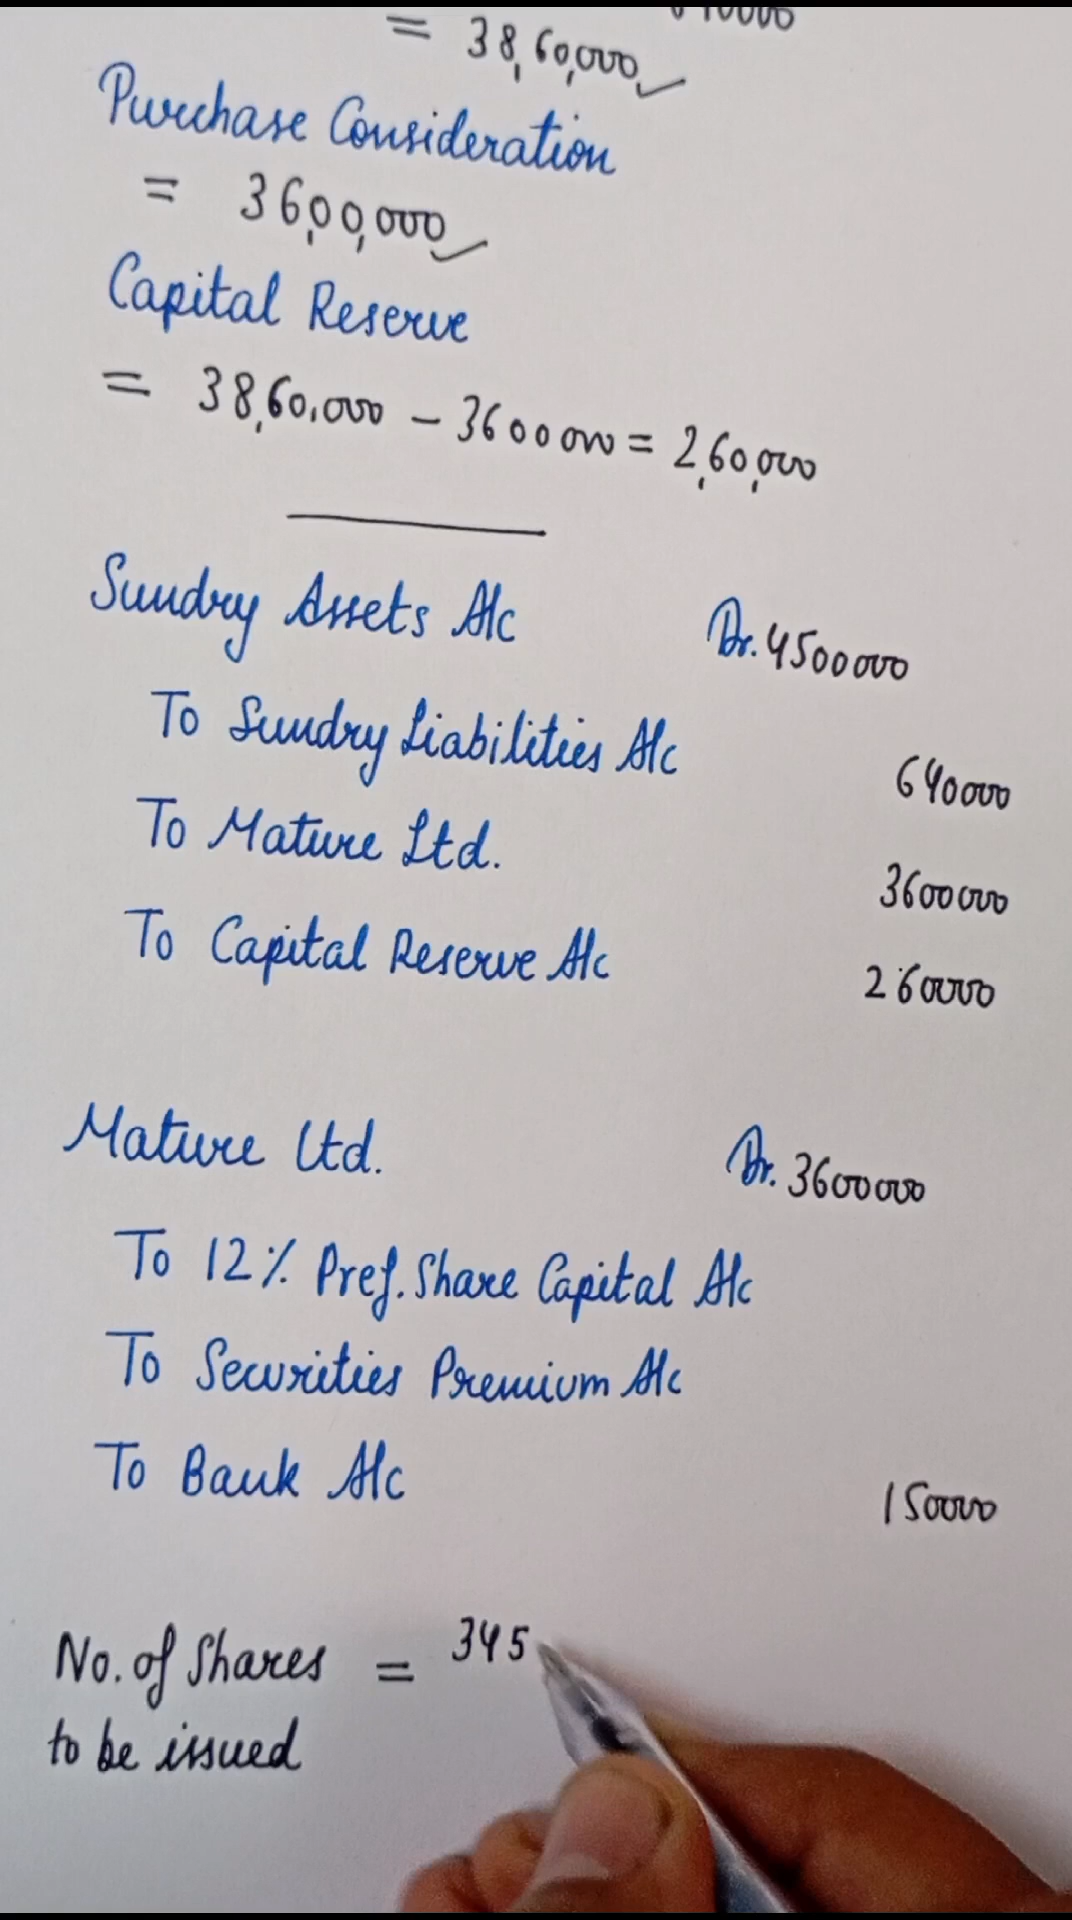 = 38,60,000
Purchase Consideration
= 36,00,000
Capital Reserve
= 38,60,000 - 3600000 = 2,60,000
Sundry Assets A/c Dr. 4500000
To Sundry Liabilities A/c 640000
To Mature Ltd. 3600000
To Capital Reserve A/c 260000
Mature Ltd. Dr. 3600000
To 12% Pref. Share Capital A/c
To Securities Premium A/c
To Bank A/c 150000
No. of Shares = 345
to be issued